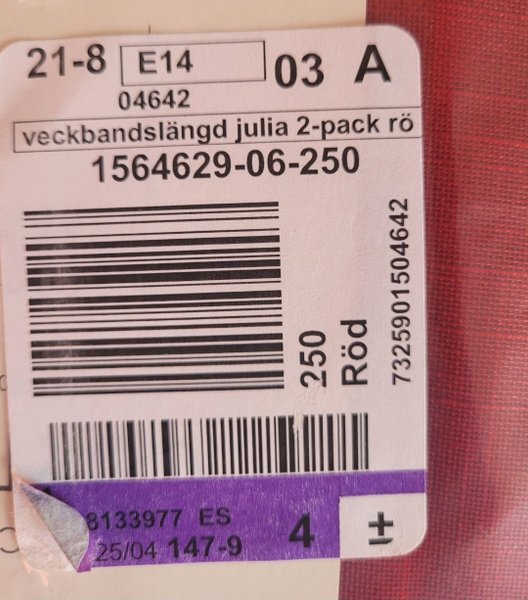 21-8 E14 03 A
04642
veckbandslängd julia 2-pack rö
1564629-06-250
250
Röd
7325901504642
8133977 ES
25/04 147-9 4 ±